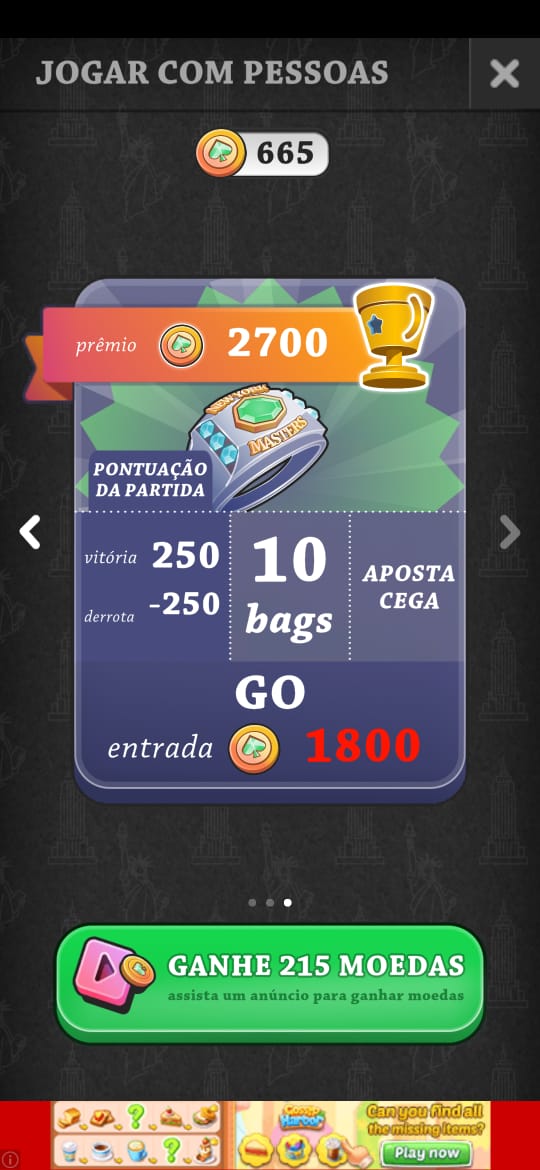 JOGAR COM PESSOAS
665
prêmio 2700
NEW YORK
MASTERS
PONTUAÇÃO
DA PARTIDA
vitória 250
derrota -250
10
bags
APOSTA
CEGA
GO
entrada 1800
GANHE 215 MOEDAS
assista um anúncio para ganhar moedas
Gossip
Harbor
Can you find all
the missing items?
Play now